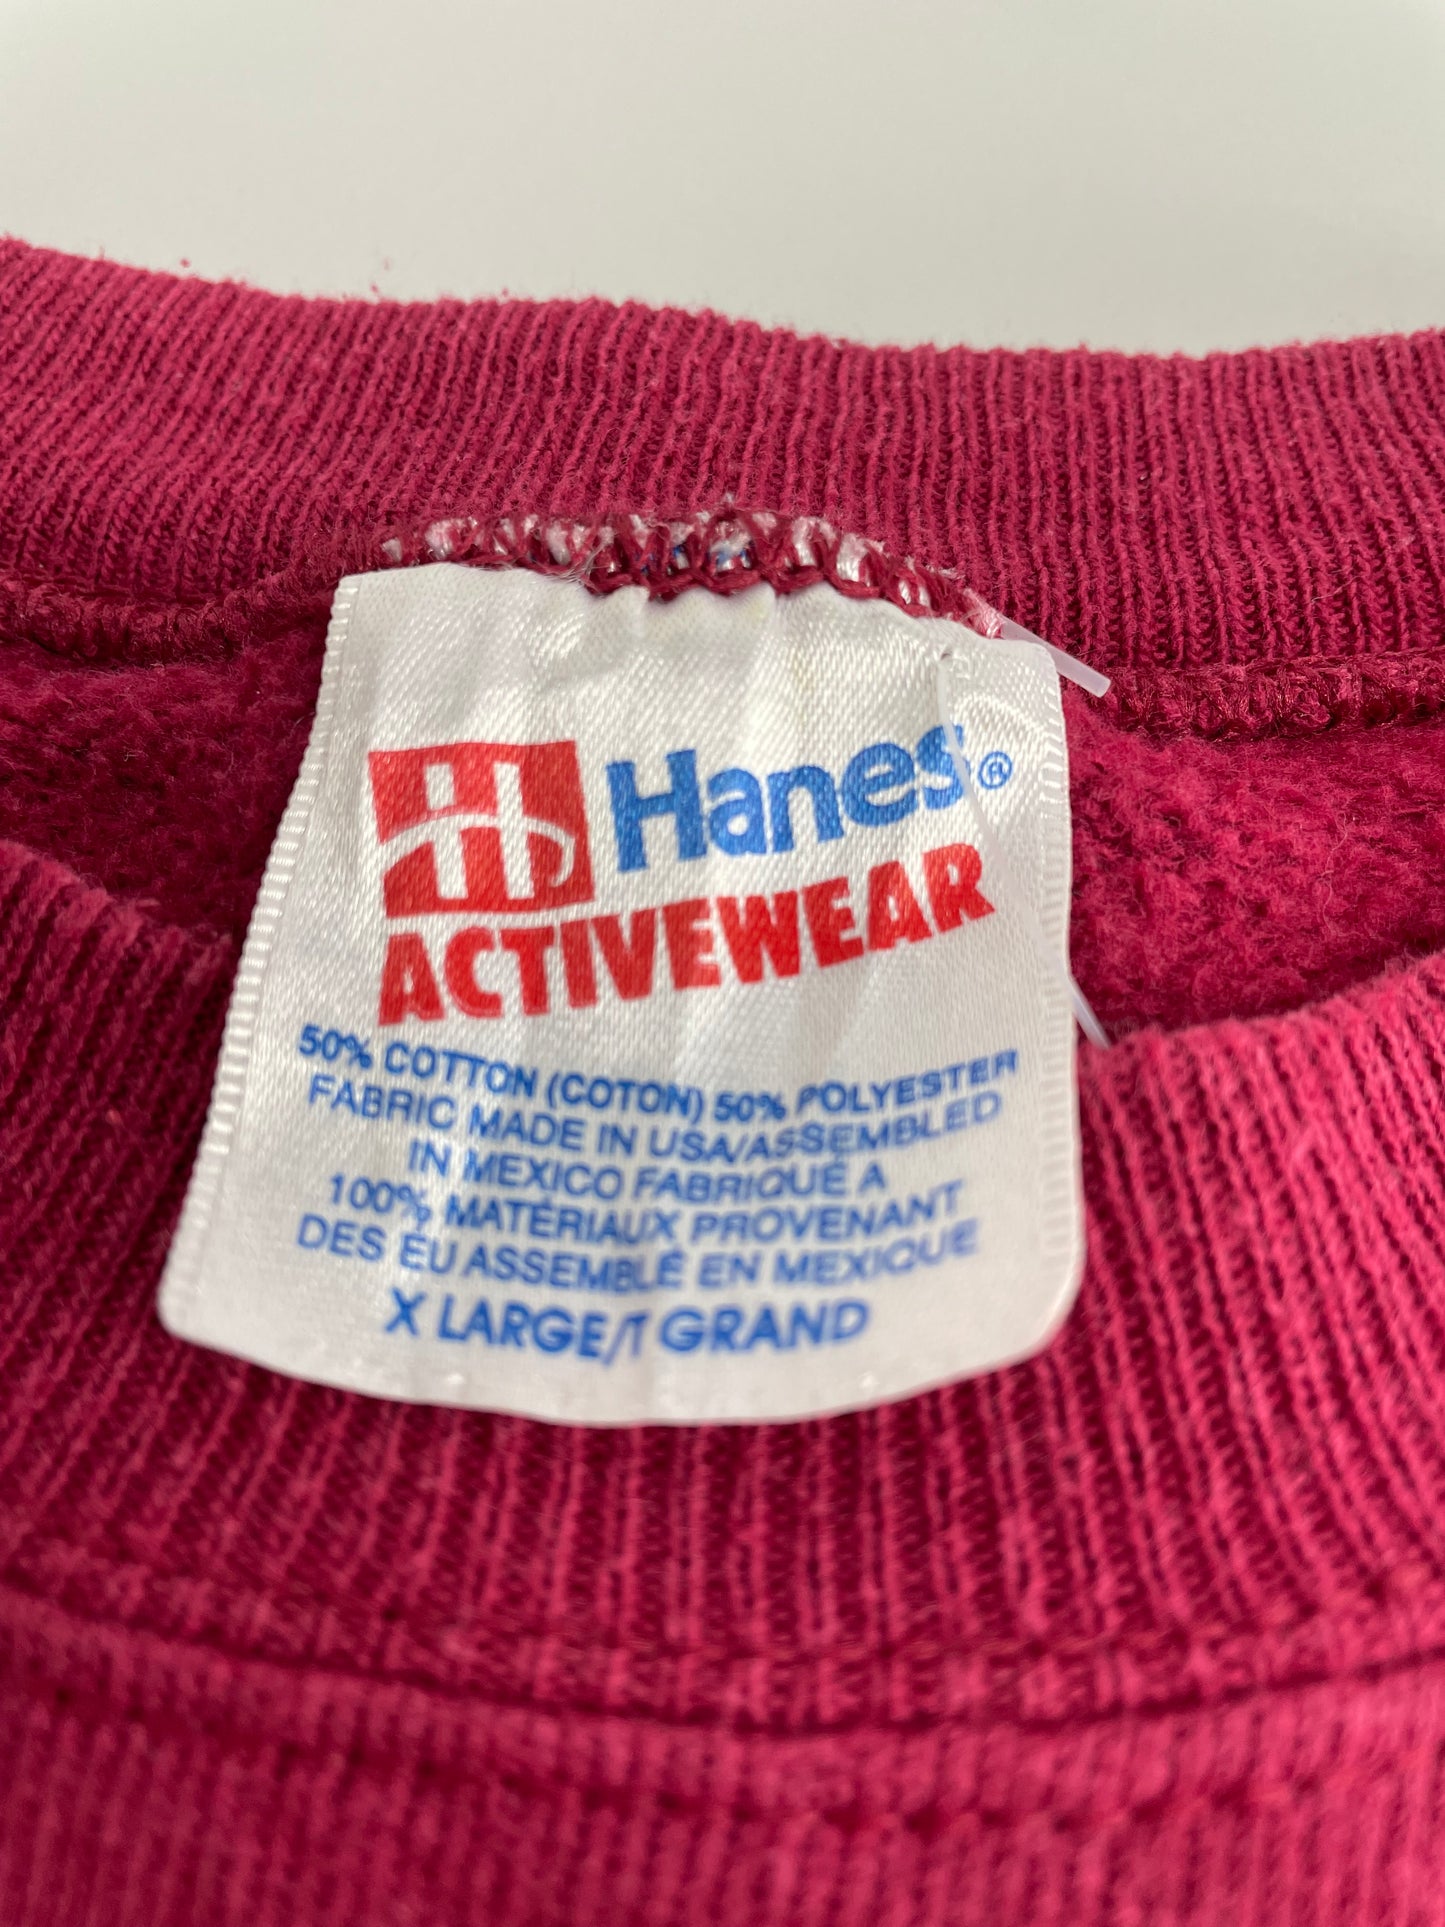 Hanes®
ACTIVEWEAR
50% COTTON (COTON) 50% POLYESTER
FABRIC MADE IN USA/ASSEMBLED
IN MEXICO FABRIQUÉ A
100% MATÉRIAUX PROVENANT
DES ÉU ASSEMBLÉ EN MEXIQUE
X LARGE/T GRAND